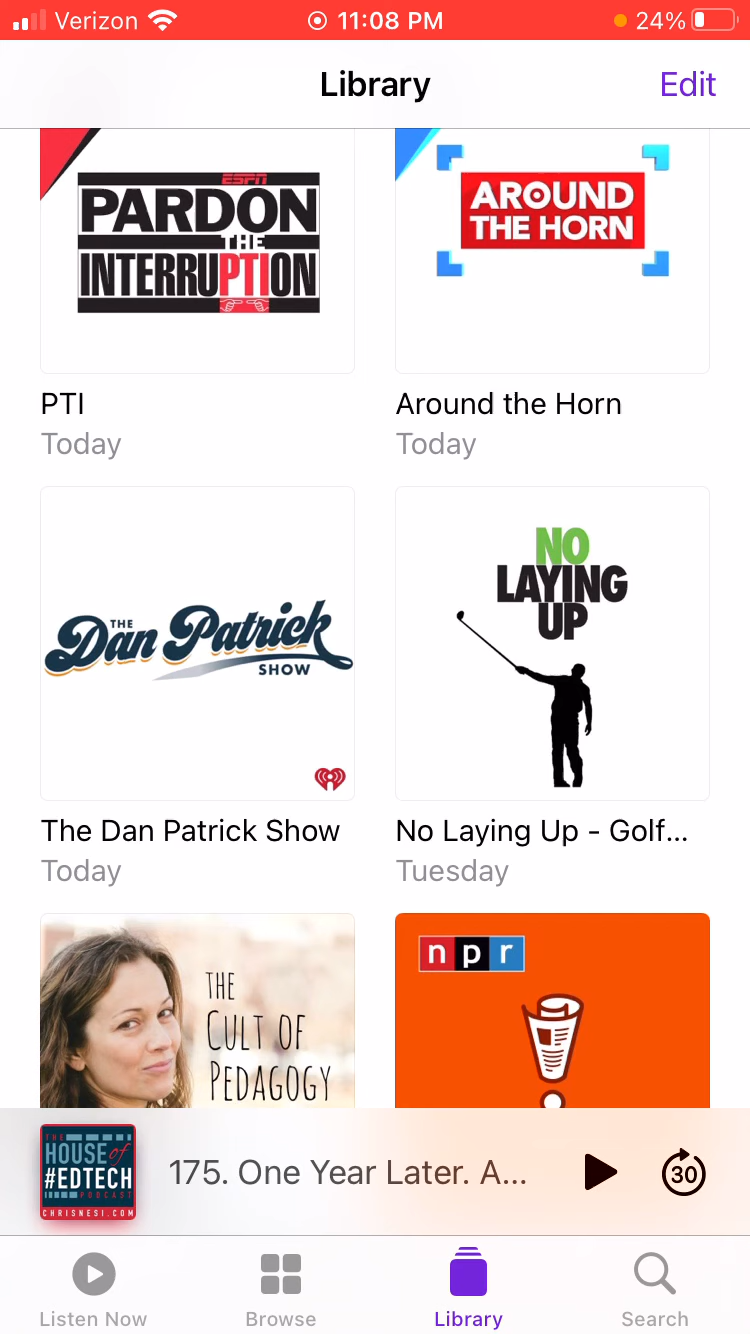 Verizon 11:08 PM 24%
Library Edit
ESPN
PARDON
THE
INTERRUPTION
AROUND
THE HORN
PTI
Today
Around the Horn
Today
THE
Dan Patrick
SHOW
NO
LAYING
UP
The Dan Patrick Show
Today
No Laying Up - Golf...
Tuesday
THE
CULT OF
PEDAGOGY
npr
THE
HOUSE of
#EDTECH
PODCAST
CHRISNESI.COM
175. One Year Later. A...
30
Listen Now Browse Library Search